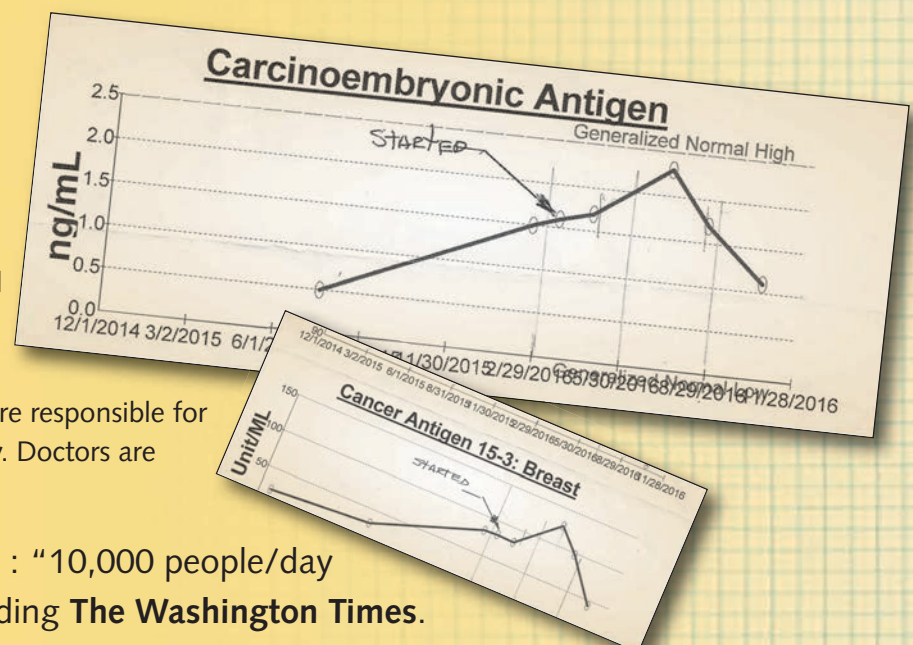 Carcinoembryonic Antigen
Generalized Normal High
STARTED
ng/mL
2.5
2.0
1.5
1.0
0.5
0.0
12/1/2014 3/2/2015 6/1/2 11/30/2015 2/29/2016 5/30/2016 8/29/2016 11/28/2016
Generalized Normal Low
12/1/2014 3/2/2015 6/1/2015 8/31/2015 11/30/2015 2/29/2016 5/30/2016 8/29/2016 11/28/2016
Cancer Antigen 15-3: Breast
STARTED
Unit/ML
150
100
50
re responsible for
. Doctors are
: “10,000 people/day
ding The Washington Times.